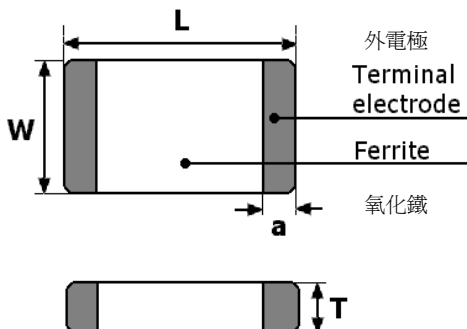 L
外電極
Terminal
electrode
W
Ferrite
氧化鐵
a
T